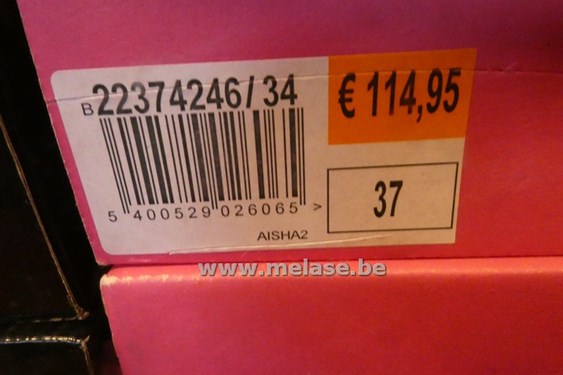 B 22374246/34
€ 114,95
5 400529 026065 >
37
AISHA2
www.melase.be